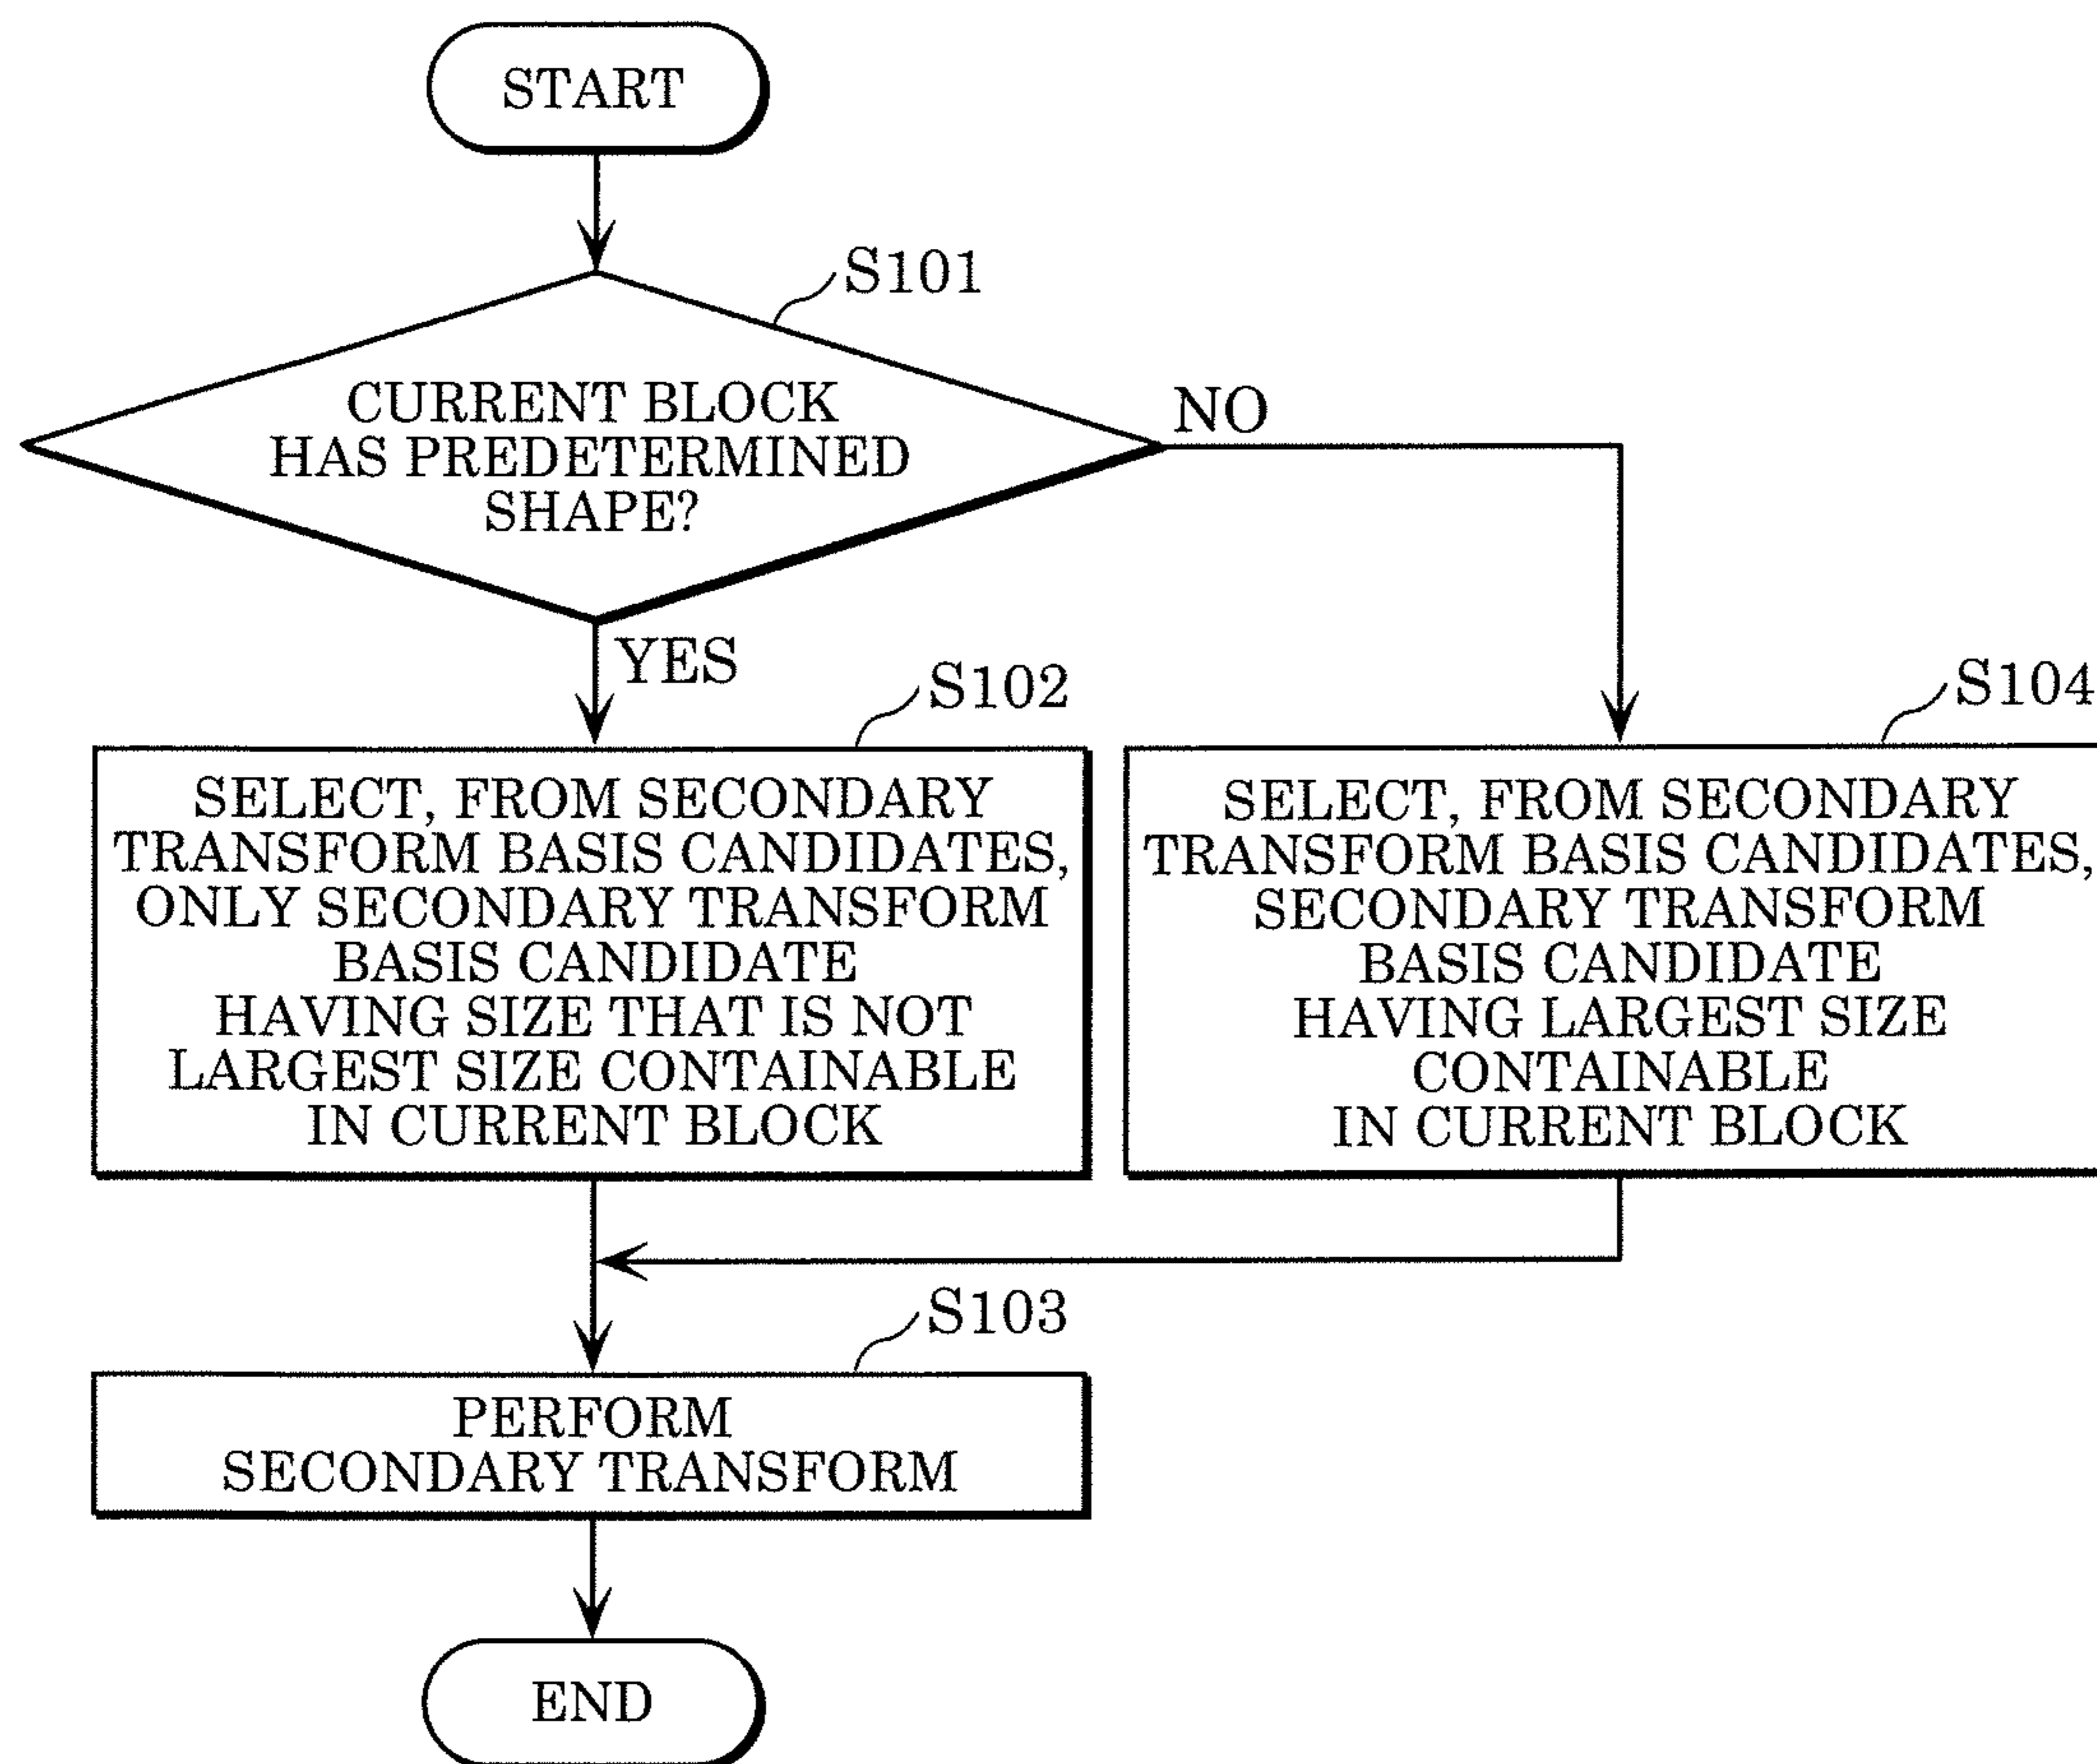 START
S101
CURRENT BLOCK
HAS PREDETERMINED
SHAPE?
NO
YES
S102
SELECT, FROM SECONDARY
TRANSFORM BASIS CANDIDATES,
ONLY SECONDARY TRANSFORM
BASIS CANDIDATE
HAVING SIZE THAT IS NOT
LARGEST SIZE CONTAINABLE
IN CURRENT BLOCK
S104
SELECT, FROM SECONDARY
TRANSFORM BASIS CANDIDATES,
SECONDARY TRANSFORM
BASIS CANDIDATE
HAVING LARGEST SIZE
CONTAINABLE
IN CURRENT BLOCK
S103
PERFORM
SECONDARY TRANSFORM
END